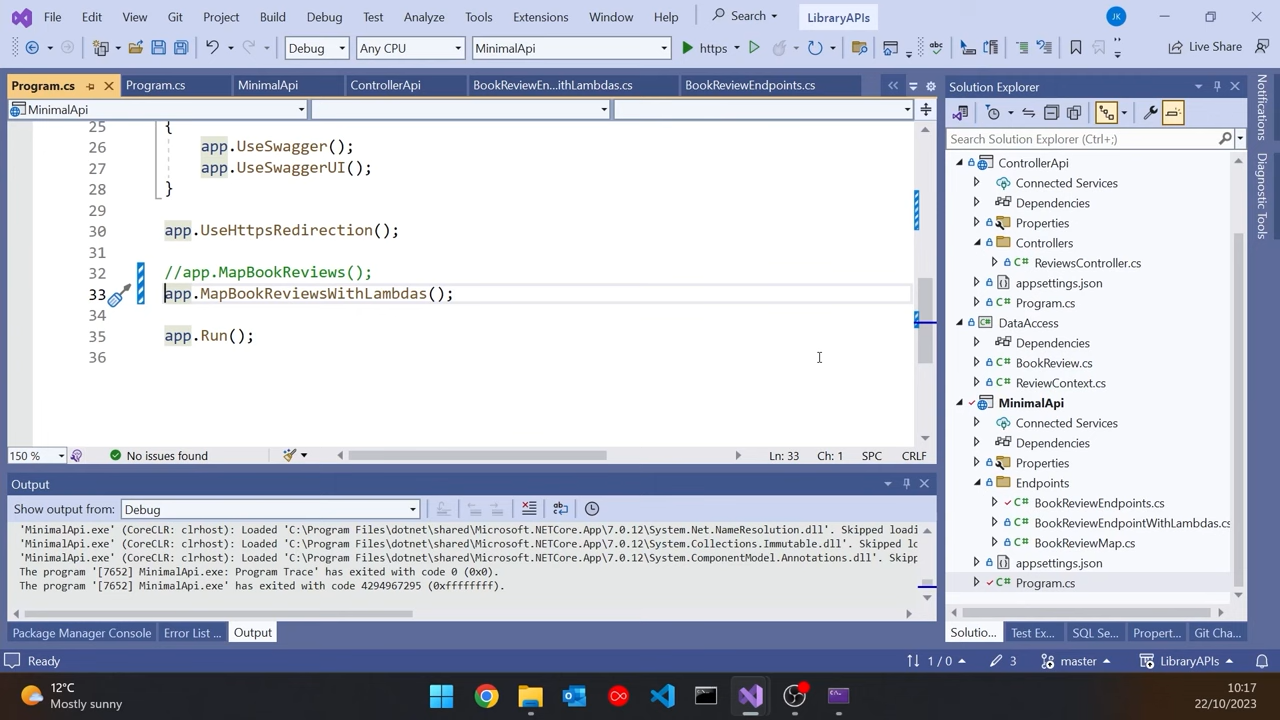 File Edit View Git Project Build Debug Test Analyze Tools Extensions Window Help Search LibraryAPIs JK
Debug Any CPU MinimalApi https Live Share
Program.cs Program.cs MinimalApi ControllerApi BookReviewEn...ithLambdas.cs BookReviewEndpoints.cs
MinimalApi
25 {
26 app.UseSwagger();
27 app.UseSwaggerUI();
28 }
29
30 app.UseHttpsRedirection();
31
32 //app.MapBookReviews();
33 app.MapBookReviewsWithLambdas();
34
35 app.Run();
36
150 % No issues found Ln: 33 Ch: 1 SPC CRLF
Output
Show output from: Debug
'MinimalApi.exe' (CoreCLR: clrhost): Loaded 'C:\Program Files\dotnet\shared\Microsoft.NETCore.App\7.0.12\System.Net.NameResolution.dll'. Skipped loadi
'MinimalApi.exe' (CoreCLR: clrhost): Loaded 'C:\Program Files\dotnet\shared\Microsoft.NETCore.App\7.0.12\System.Collections.Immutable.dll'. Skipped lo
'MinimalApi.exe' (CoreCLR: clrhost): Loaded 'C:\Program Files\dotnet\shared\Microsoft.NETCore.App\7.0.12\System.ComponentModel.Annotations.dll'. Skipp
The program '[7652] MinimalApi.exe: Program Trace' has exited with code 0 (0x0).
The program '[7652] MinimalApi.exe' has exited with code 4294967295 (0xffffffff).
Package Manager Console Error List ... Output
Solution Explorer
Search Solution Explorer (Ctrl+;)
ControllerApi
Connected Services
Dependencies
Properties
Controllers
ReviewsController.cs
appsettings.json
Program.cs
DataAccess
Dependencies
BookReview.cs
ReviewContext.cs
MinimalApi
Connected Services
Dependencies
Properties
Endpoints
BookReviewEndpoints.cs
BookReviewEndpointWithLambdas.cs
BookReviewMap.cs
appsettings.json
Program.cs
Solutio... Test Ex... SQL Se... Propert... Git Cha...
Notifications
Diagnostic Tools
Ready 1 / 0 3 master LibraryAPIs
12°C
Mostly sunny
10:17
22/10/2023